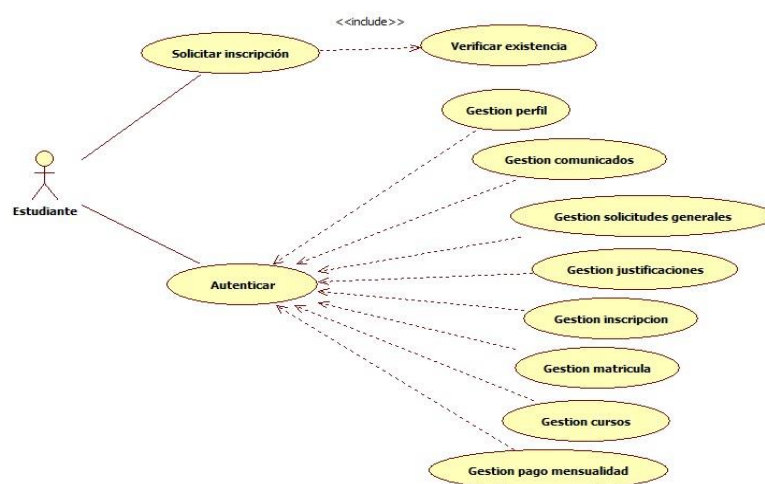 <<include>>
Solicitar inscripción
Verificar existencia
Gestion perfil
Gestion comunicados
Estudiante
Gestion solicitudes generales
Gestion justificaciones
Autenticar
Gestion inscripcion
Gestion matricula
Gestion cursos
Gestion pago mensualidad